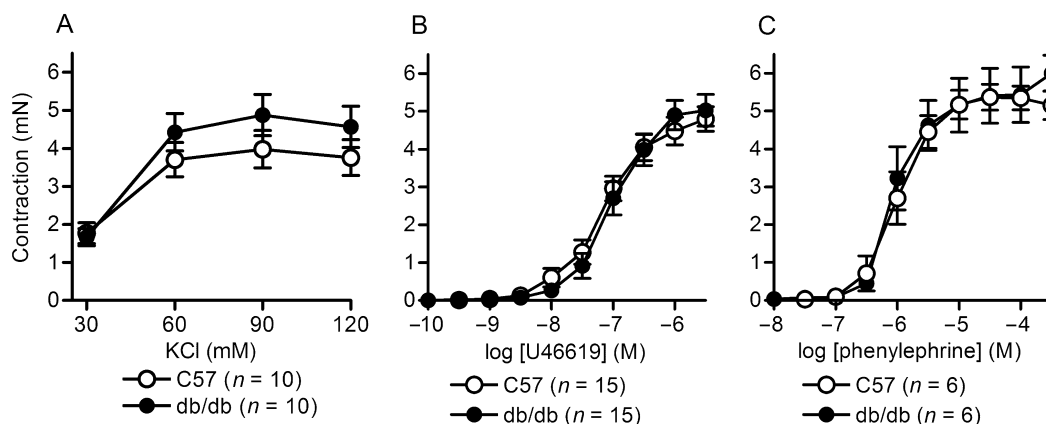 A
B
C
Contraction (mN)
6
5
4
3
2
1
0
30
60
90
120
KCl (mM)
C57 (n = 10)
db/db (n = 10)
6
5
4
3
2
1
0
−10
−9
−8
−7
−6
log [U46619] (M)
C57 (n = 15)
db/db (n = 15)
6
5
4
3
2
1
0
−8
−7
−6
−5
−4
log [phenylephrine] (M)
C57 (n = 6)
db/db (n = 6)